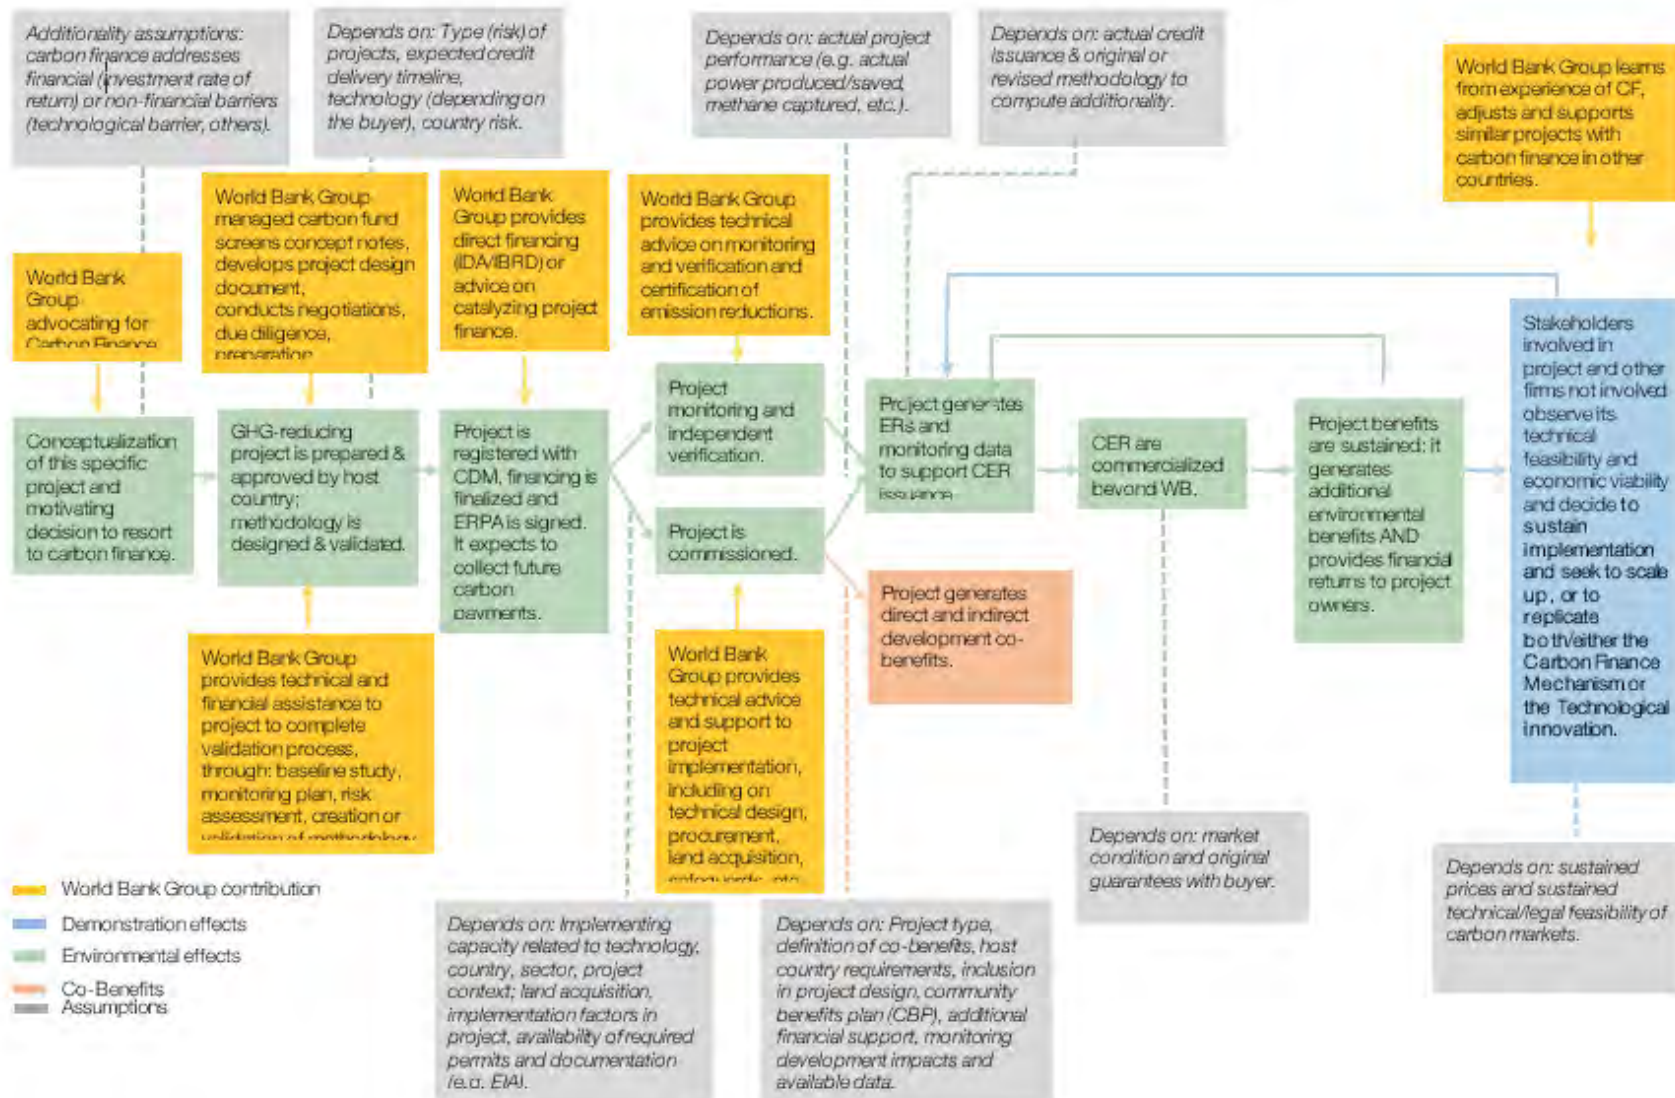 Additionality assumptions:
carbon finance addresses
financial (investment rate of
return) or non-financial barriers
(technological barrier, others).
Depends on: Type (risk) of
projects, expected credit
delivery timeline,
technology (depending on
the buyer), country risk.
Depends on: actual project
performance (e.g. actual
power produced/saved,
methane captured, etc.).
Depends on: actual credit
issuance & original or
revised methodology to
compute additionality.
World Bank Group learns
from experience of CF,
adjusts and supports
similar projects with
carbon finance in other
countries.
World Bank
Group
advocating for
Carbon Finance
World Bank Group
managed carbon fund
screens concept notes,
develops project design
document,
conducts negotiations,
due diligence,
preparation
World Bank
Group provides
direct financing
(IDA/IBRD) or
advice on
catalyzing project
finance.
World Bank Group
provides technical
advice on monitoring
and verification and
certification of
emission reductions.
Conceptualization
of this specific
project and
motivating
decision to resort
to carbon finance.
GHG-reducing
project is prepared &
approved by host
country;
methodology is
designed & validated.
Project is
registered with
CDM, financing is
finalized and
ERPA is signed.
It expects to
collect future
carbon
payments.
Project
monitoring and
independent
verification.
Project is
commissioned.
Project generates
ERs and
monitoring data
to support CER
issuance
CER are
commercialized
beyond WB.
Project benefits
are sustained: it
generates
additional
environmental
benefits AND
provides financial
returns to project
owners.
Stakeholders
involved in
project and other
firms not involved
observe its
technical
feasibility and
economic viability
and decide to
sustain
implementation
and seek to scale
up, or to
replicate
both/either the
Carbon Finance
Mechanism or
the Technological
Innovation.
Project generates
direct and indirect
development co-
benefits.
World Bank Group
provides technical and
financial assistance to
project to complete
validation process,
through: baseline study,
monitoring plan, risk
assessment, creation or
validation of methodology
World Bank
Group provides
technical advice
and support to
project
implementation,
including on
technical design,
procurement,
land acquisition,
safeguards, etc.
Depends on: market
condition and original
guarantees with buyer.
Depends on: sustained
prices and sustained
technical/legal feasibility of
carbon markets.
World Bank Group contribution
Demonstration effects
Environmental effects
Co-Benefits
Assumptions
Depends on: Implementing
capacity related to technology,
country, sector, project
context; land acquisition,
implementation factors in
project, availability of required
permits and documentation
(e.g. EIA).
Depends on: Project type,
definition of co-benefits, host
country requirements, inclusion
in project design, community
benefits plan (CBP), additional
financial support, monitoring
development impacts and
available data.